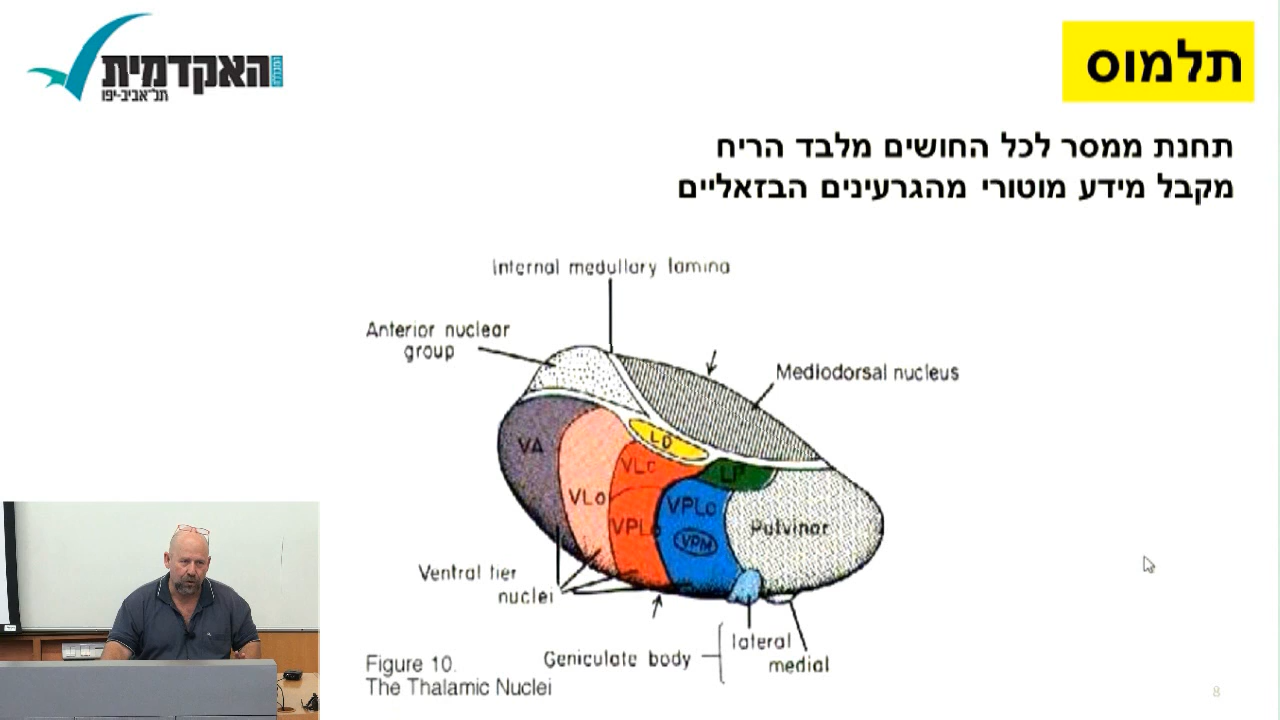 האקדמית
תל־אביב-יפו
תלמוס
תחנת ממסר לכל החושים מלבד הריח
מקבל מידע מוטורי מהגרעינים הבזאליים
Internal medullary lamina
Anterior nuclear
group
Mediodorsal nucleus
VA
LD
VLc
LP
VLo
VPLo
VPLc
VPM
Pulvinar
Ventral tier
nuclei
Geniculate body
lateral
medial
Figure 10.
The Thalamic Nuclei
8